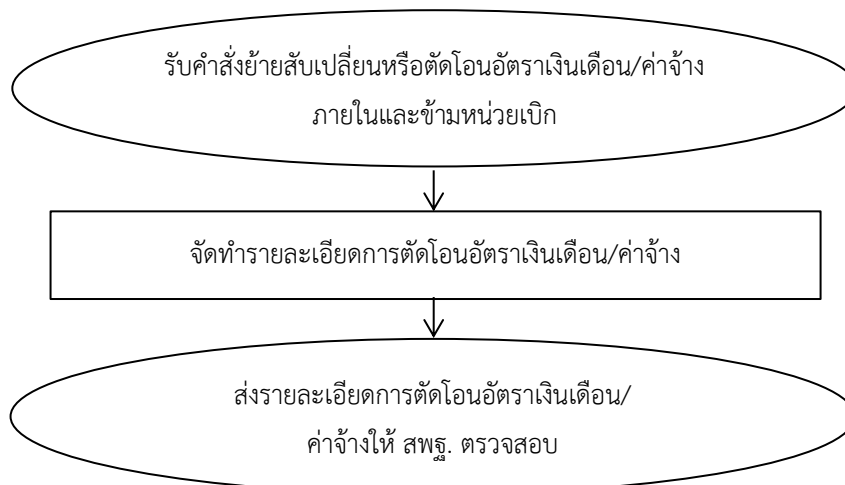 รับคำสั่งย้ายสับเปลี่ยนหรือตัดโอนอัตราเงินเดือน/ค่าจ้าง
ภายในและข้ามหน่วยเบิก
จัดทำรายละเอียดการตัดโอนอัตราเงินเดือน/ค่าจ้าง
ส่งรายละเอียดการตัดโอนอัตราเงินเดือน/
ค่าจ้างให้ สพฐ. ตรวจสอบ